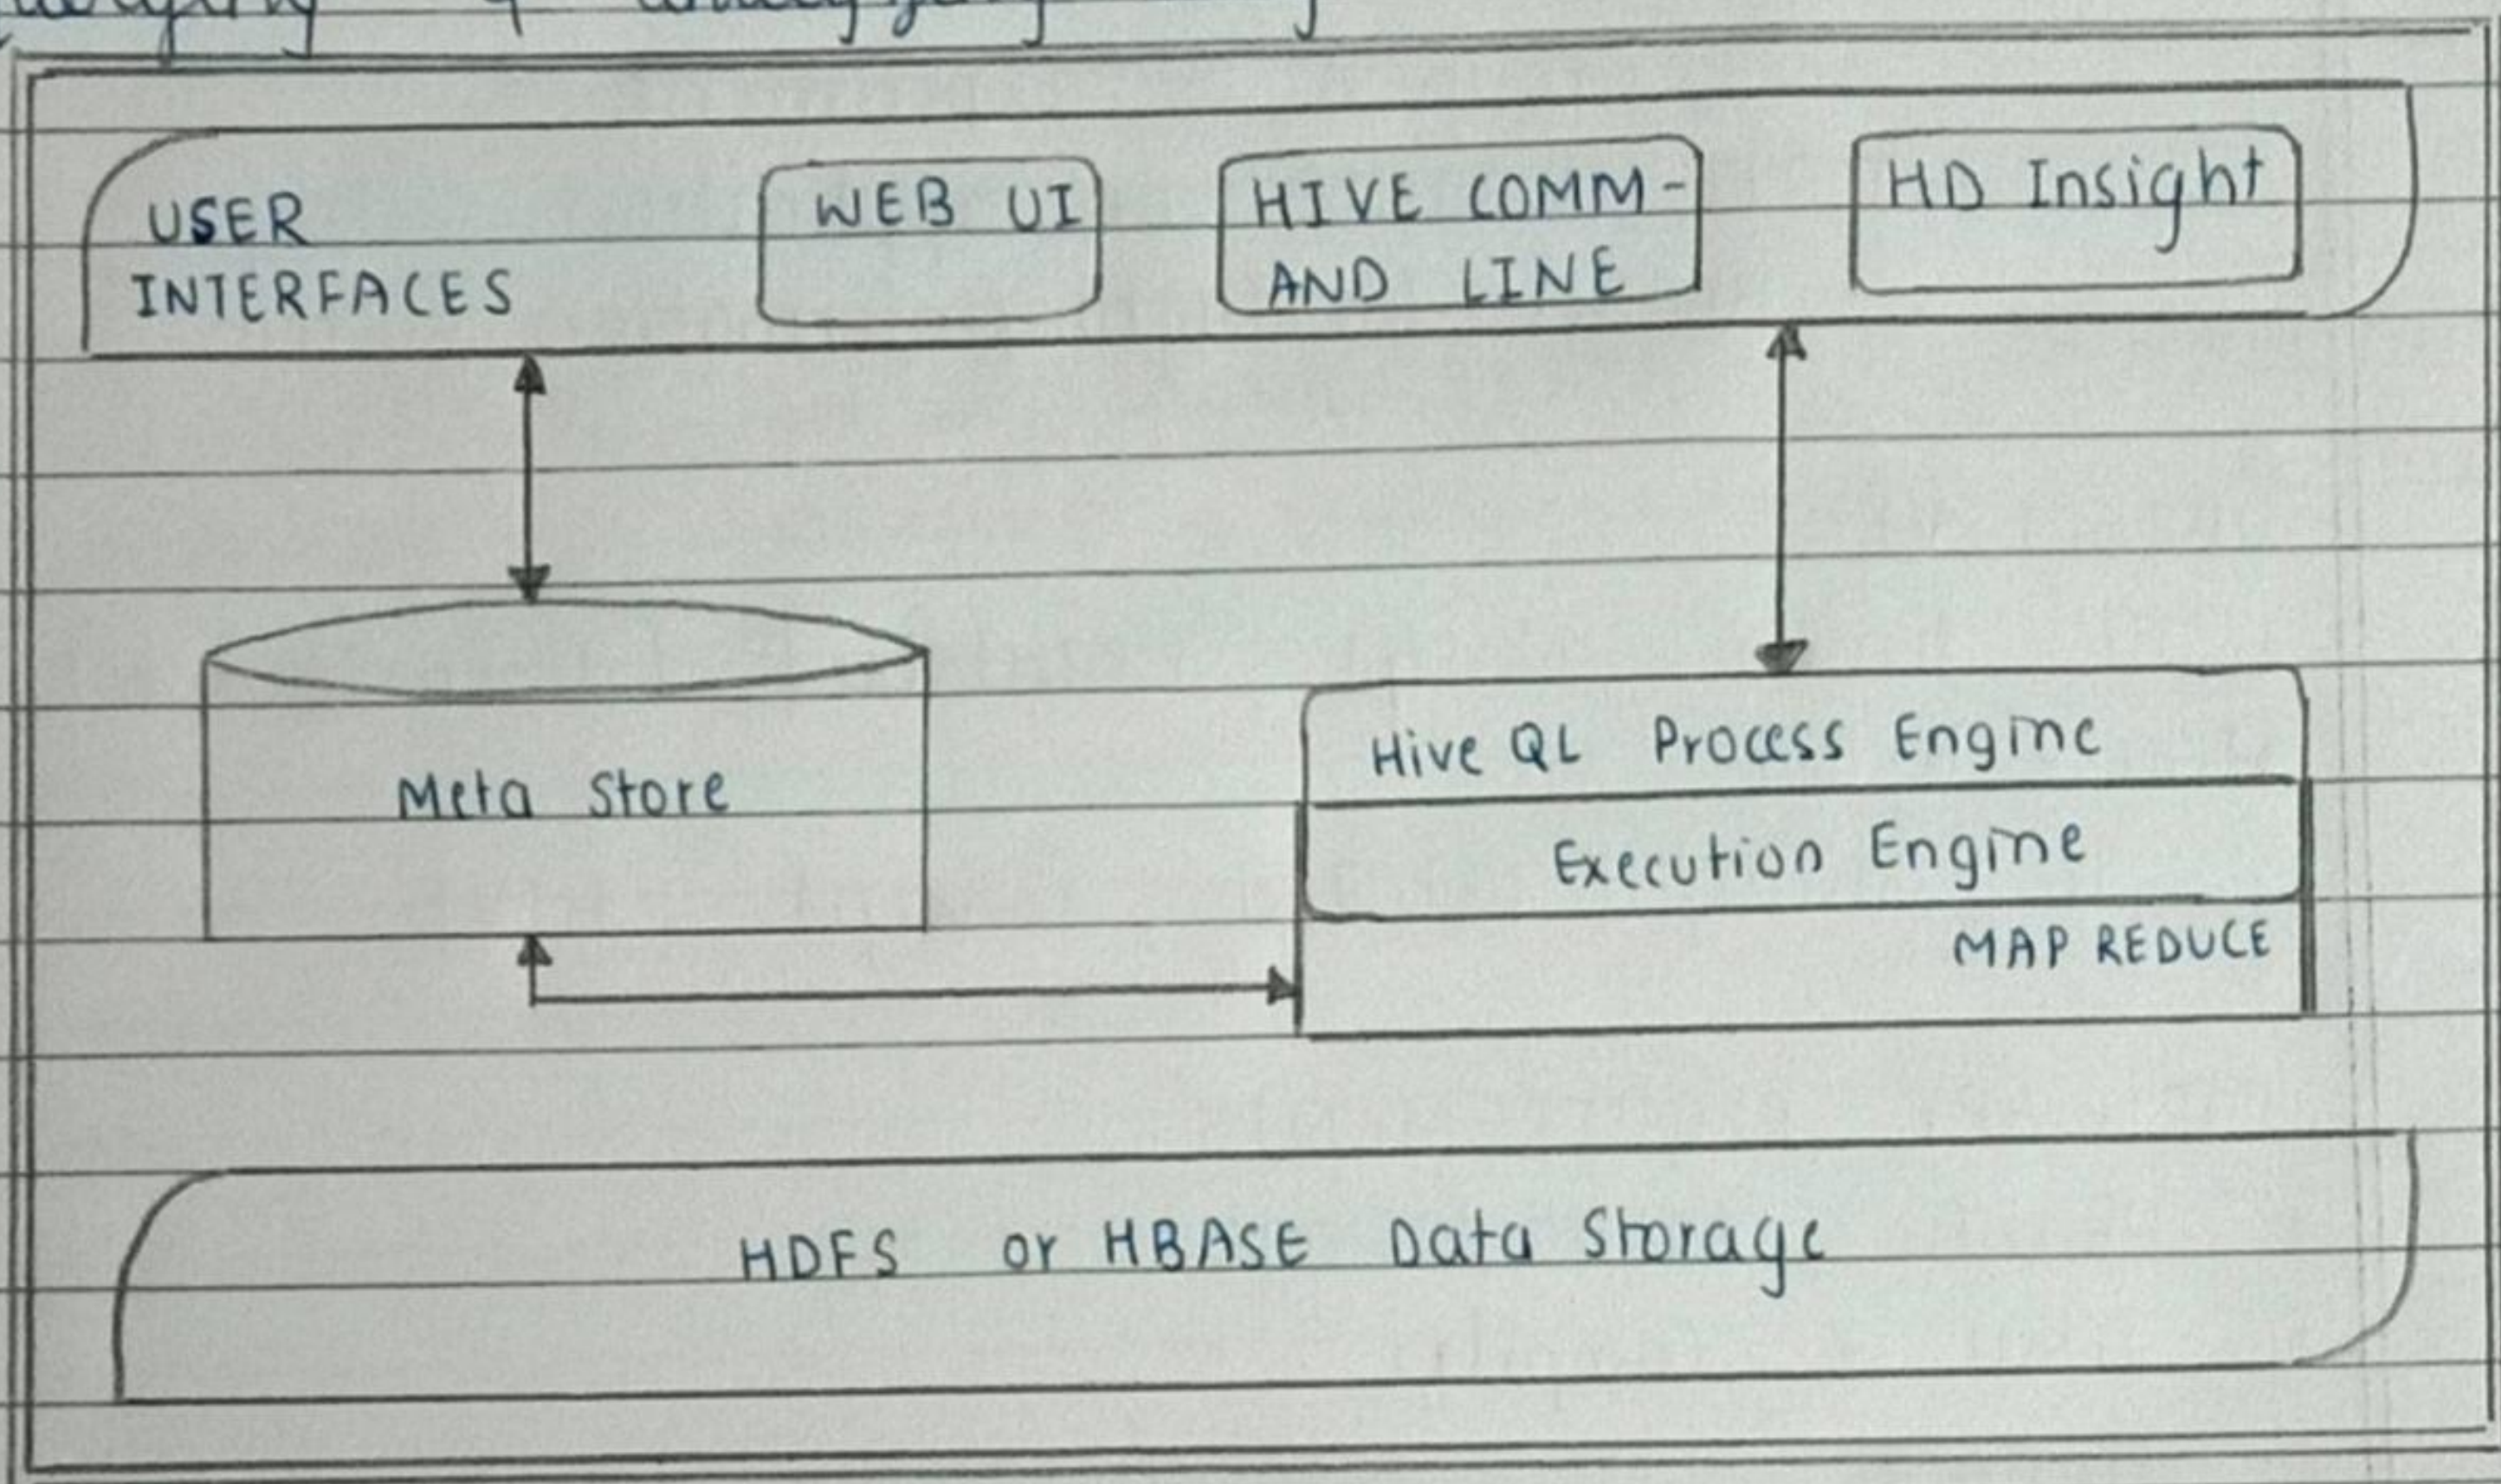 USER
INTERFACES
WEB UI
HIVE COMM-
AND LINE
HD Insight
Meta Store
Hive QL Process Engine
Execution Engine
MAP REDUCE
HDFS or HBASE Data Storage